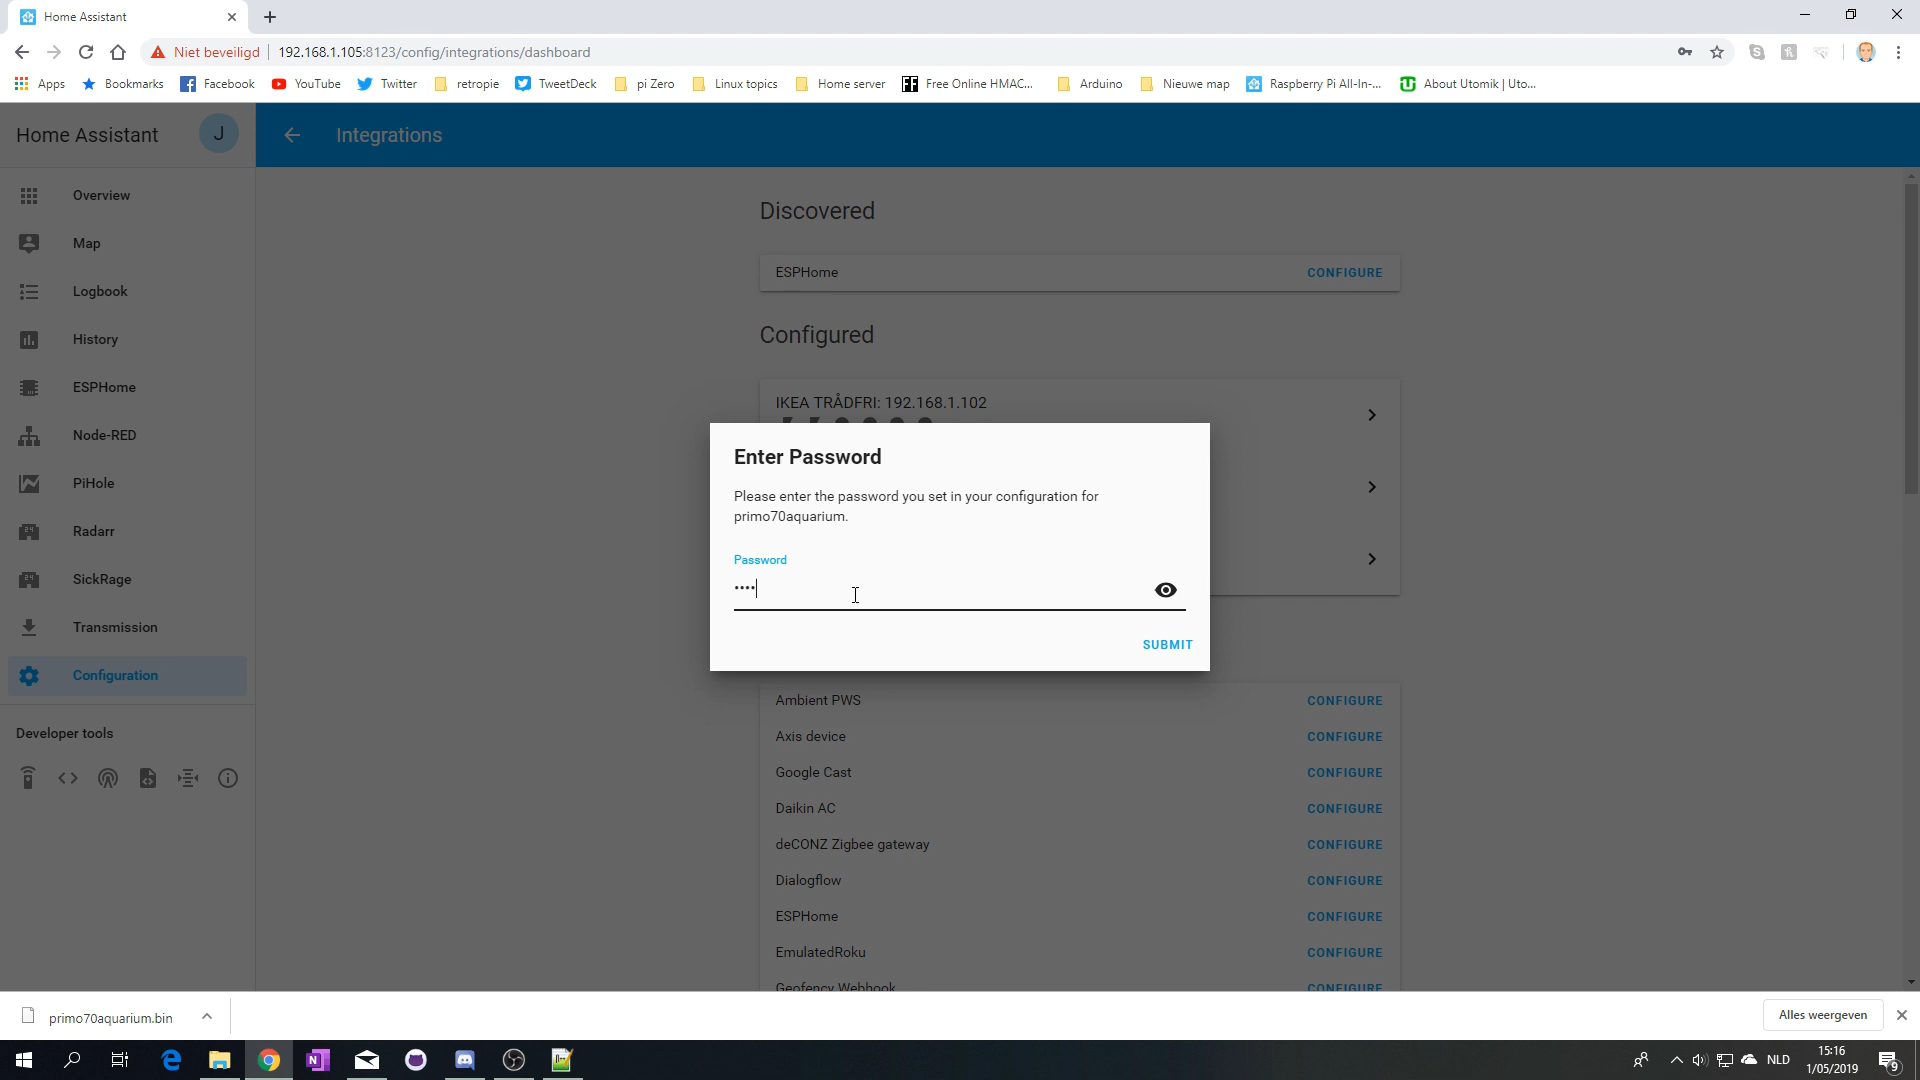 Home Assistant
Niet beveiligd 192.168.1.105:8123/config/integrations/dashboard
Apps Bookmarks Facebook YouTube Twitter retropie TweetDeck pi Zero Linux topics Home server FF Free Online HMAC... Arduino Nieuwe map Raspberry Pi All-In-... About Utomik | Uto...
Home Assistant J Integrations
Overview
Map
Logbook
History
ESPHome
Node-RED
PiHole
Radarr
SickRage
Transmission
Configuration
Developer tools
Discovered
ESPHome CONFIGURE
Configured
IKEA TRÅDFRI: 192.168.1.102
Enter Password
Please enter the password you set in your configuration for
primo70aquarium.
Password
••••
SUBMIT
Ambient PWS CONFIGURE
Axis device CONFIGURE
Google Cast CONFIGURE
Daikin AC CONFIGURE
deCONZ Zigbee gateway CONFIGURE
Dialogflow CONFIGURE
ESPHome CONFIGURE
EmulatedRoku CONFIGURE
Geofency Webhook CONFIGURE
primo70aquarium.bin Alles weergeven
NLD 15:16
1/05/2019
9